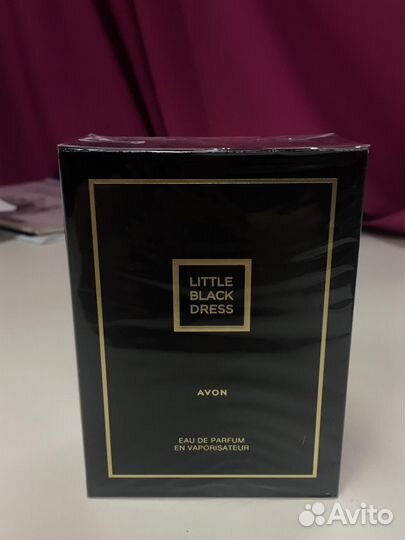 LITTLE
BLACK
DRESS
AVON
EAU DE PARFUM
EN VAPORISATEUR
Avito